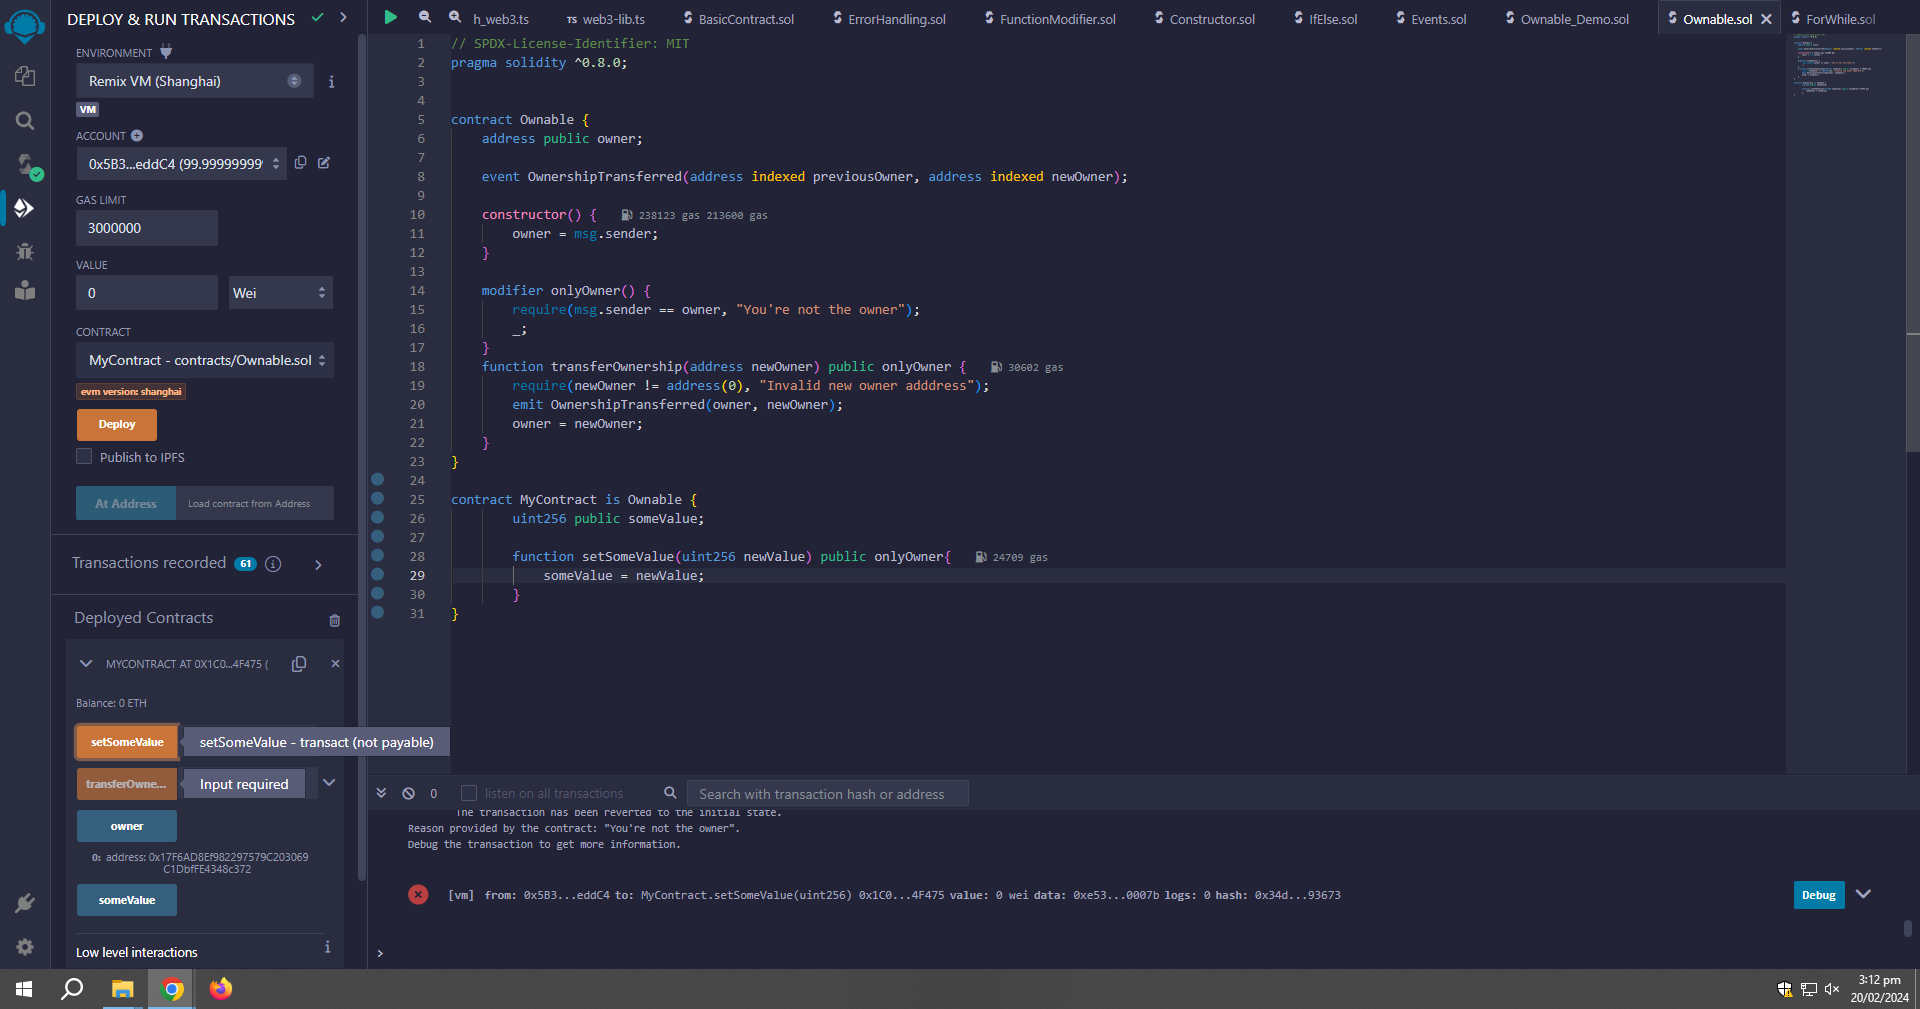 DEPLOY & RUN TRANSACTIONS
ENVIRONMENT
Remix VM (Shanghai)
VM
ACCOUNT
0x5B3...eddC4 (99.99999999
GAS LIMIT
3000000
VALUE
0
Wei
CONTRACT
MyContract - contracts/Ownable.sol
evm version: shanghai
Deploy
Publish to IPFS
At Address
Load contract from Address
Transactions recorded 61
Deployed Contracts
MYCONTRACT AT 0X1C0...4F475 (
Balance: 0 ETH
setSomeValue
setSomeValue - transact (not payable)
transferOwne...
Input required
owner
0: address: 0x17F6AD8Ef982297579C203069
C1DbfFE4348c372
someValue
Low level interactions
h_web3.ts
TS web3-lib.ts
BasicContract.sol
ErrorHandling.sol
FunctionModifier.sol
Constructor.sol
IfElse.sol
Events.sol
Ownable_Demo.sol
Ownable.sol
ForWhile.sol
1 // SPDX-License-Identifier: MIT
2 pragma solidity ^0.8.0;
3
4
5 contract Ownable {
6 address public owner;
7
8 event OwnershipTransferred(address indexed previousOwner, address indexed newOwner);
9
10 constructor() { 238123 gas 213600 gas
11 owner = msg.sender;
12 }
13
14 modifier onlyOwner() {
15 require(msg.sender == owner, "You're not the owner");
16 _;
17 }
18 function transferOwnership(address newOwner) public onlyOwner { 30602 gas
19 require(newOwner != address(0), "Invalid new owner adddress");
20 emit OwnershipTransferred(owner, newOwner);
21 owner = newOwner;
22 }
23 }
24
25 contract MyContract is Ownable {
26 uint256 public someValue;
27
28 function setSomeValue(uint256 newValue) public onlyOwner{ 24709 gas
29 someValue = newValue;
30 }
31 }
0
listen on all transactions
Search with transaction hash or address
The transaction has been reverted to the initial state.
Reason provided by the contract: "You're not the owner".
Debug the transaction to get more information.
[vm] from: 0x5B3...eddC4 to: MyContract.setSomeValue(uint256) 0x1C0...4F475 value: 0 wei data: 0xe53...0007b logs: 0 hash: 0x34d...93673
Debug
>
3:12 pm
20/02/2024